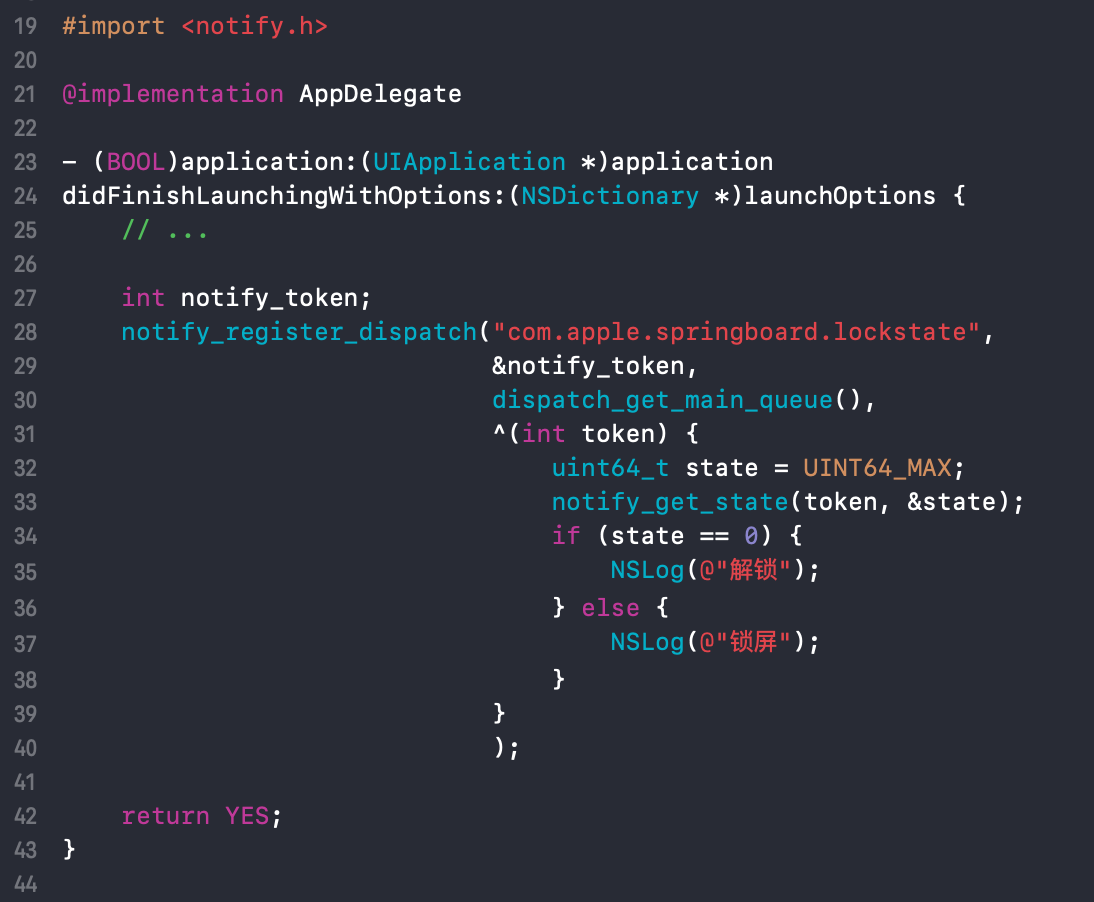 19 #import <notify.h>
20
21 @implementation AppDelegate
22
23 - (BOOL)application:(UIApplication *)application
24 didFinishLaunchingWithOptions:(NSDictionary *)launchOptions {
25     // ...
26
27     int notify_token;
28     notify_register_dispatch("com.apple.springboard.lockstate",
29                              &notify_token,
30                              dispatch_get_main_queue(),
31                              ^(int token) {
32                                  uint64_t state = UINT64_MAX;
33                                  notify_get_state(token, &state);
34                                  if (state == 0) {
35                                      NSLog(@"解锁");
36                                  } else {
37                                      NSLog(@"锁屏");
38                                  }
39                              }
40                              );
41
42     return YES;
43 }
44